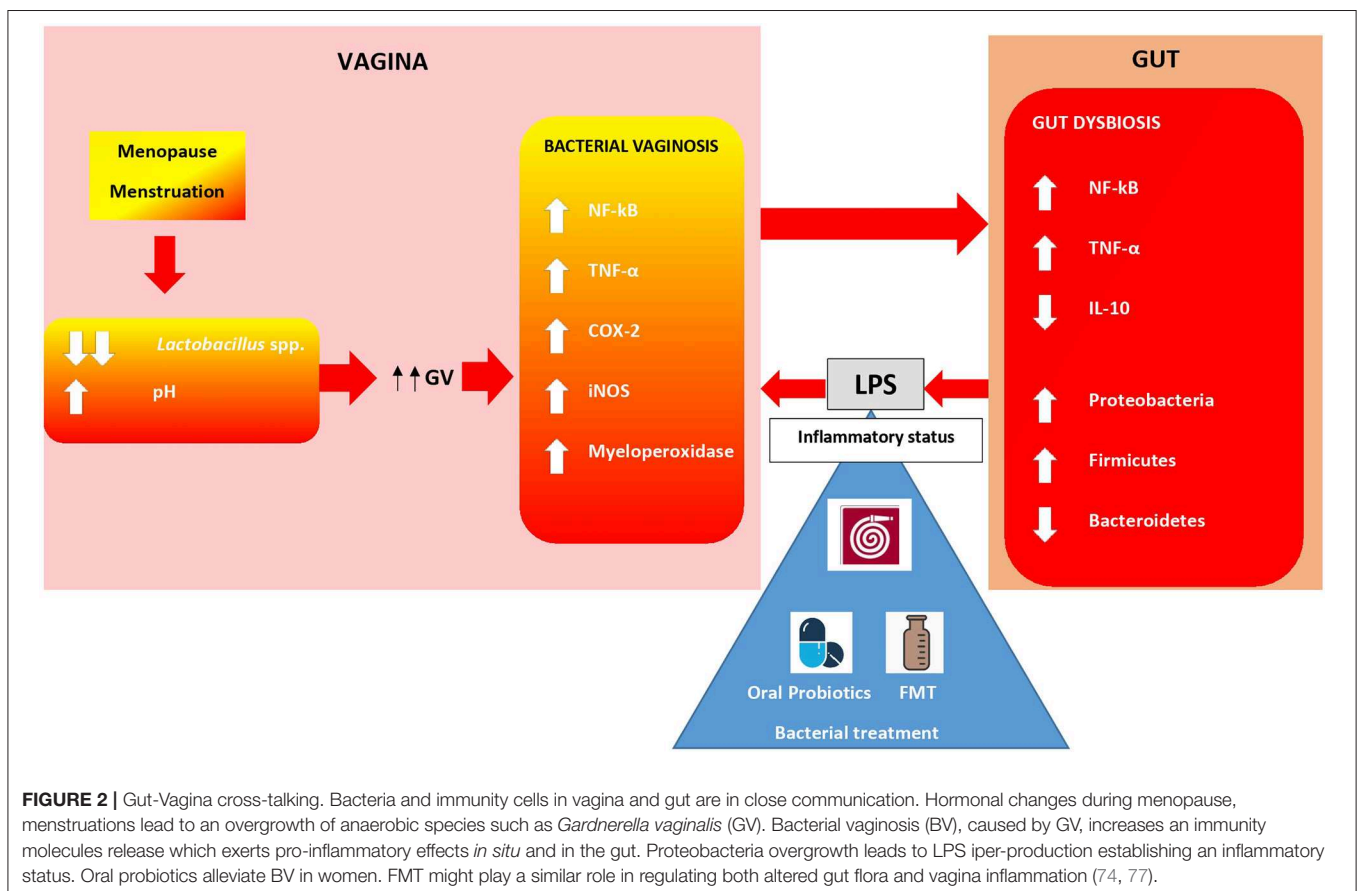 VAGINA
GUT
Menopause
Menstruation
Lactobacillus spp.
pH
↑ ↑ GV
BACTERIAL VAGINOSIS
NF-kB
TNF-α
COX-2
iNOS
Myeloperoxidase
GUT DYSBIOSIS
NF-kB
TNF-α
IL-10
Proteobacteria
Firmicutes
Bacteroidetes
LPS
Inflammatory status
Oral Probiotics
FMT
Bacterial treatment
FIGURE 2 | Gut-Vagina cross-talking. Bacteria and immunity cells in vagina and gut are in close communication. Hormonal changes during menopause,
menstruations lead to an overgrowth of anaerobic species such as Gardnerella vaginalis (GV). Bacterial vaginosis (BV), caused by GV, increases an immunity
molecules release which exerts pro-inflammatory effects in situ and in the gut. Proteobacteria overgrowth leads to LPS iper-production establishing an inflammatory
status. Oral probiotics alleviate BV in women. FMT might play a similar role in regulating both altered gut flora and vagina inflammation (74, 77).